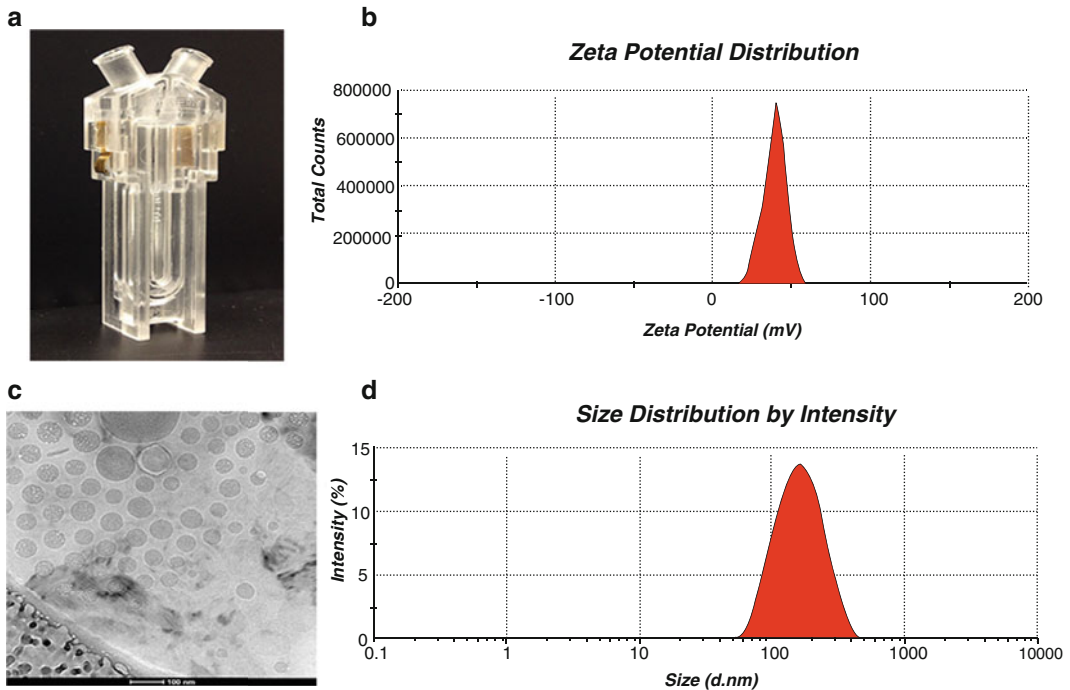 a
b
Zeta Potential Distribution
800000
600000
400000
200000
0
Total Counts
-200
-100
0
100
200
Zeta Potential (mV)
c
100 nm
d
Size Distribution by Intensity
15
10
5
0
Intensity (%)
0.1
1
10
100
1000
10000
Size (d.nm)